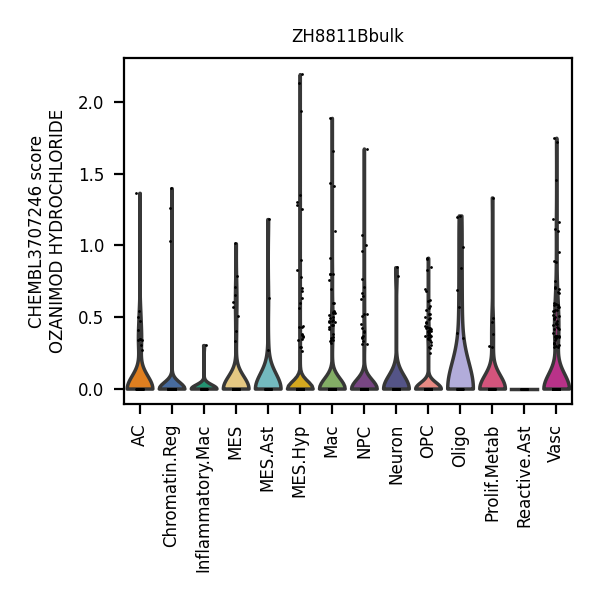 ZH8811Bbulk
CHEMBL3707246 score
OZANIMOD HYDROCHLORIDE
2.0
1.5
1.0
0.5
0.0
AC
Chromatin.Reg
Inflammatory.Mac
MES
MES.Ast
MES.Hyp
Mac
NPC
Neuron
OPC
Oligo
Prolif.Metab
Reactive.Ast
Vasc